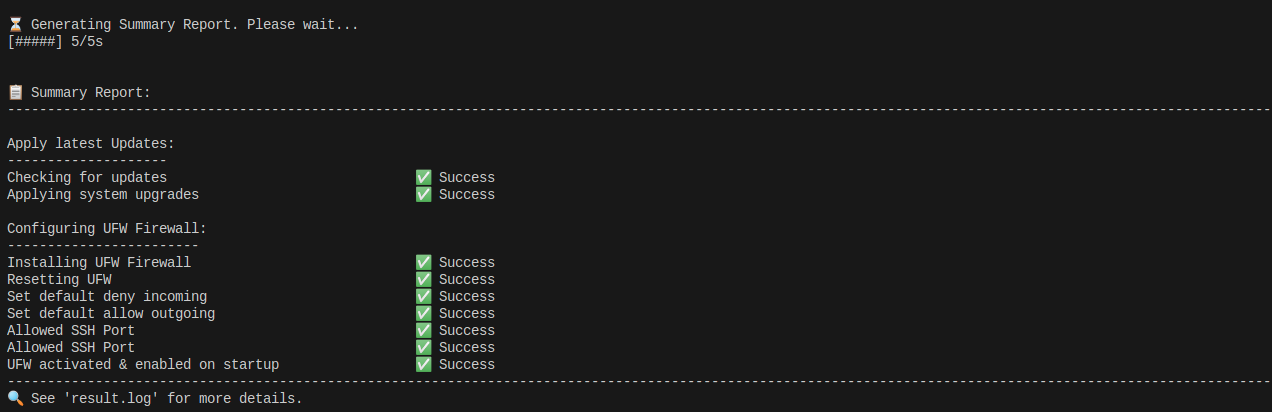 ⏳ Generating Summary Report. Please wait...
[#####] 5/5s
📋 Summary Report:
--------------------------------------------------------------------------------------------------------------------------------------------------------------
Apply latest Updates:
--------------------
Checking for updates ✅ Success
Applying system upgrades ✅ Success
Configuring UFW Firewall:
------------------------
Installing UFW Firewall ✅ Success
Resetting UFW ✅ Success
Set default deny incoming ✅ Success
Set default allow outgoing ✅ Success
Allowed SSH Port ✅ Success
Allowed SSH Port ✅ Success
UFW activated & enabled on startup ✅ Success
--------------------------------------------------------------------------------------------------------------------------------------------------------------
🔍 See 'result.log' for more details.